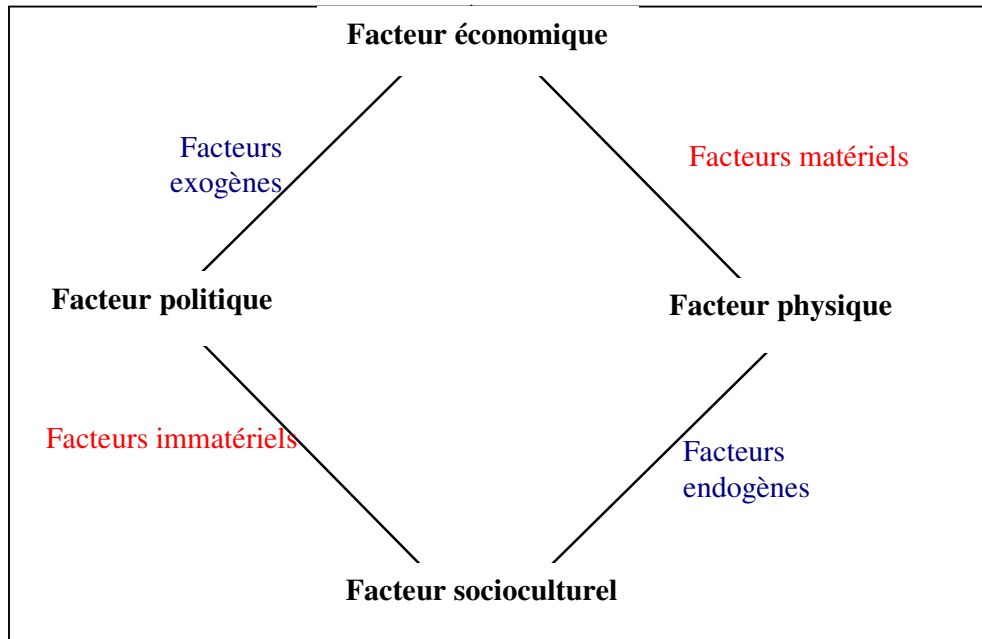 Facteur économique
Facteurs
exogènes
Facteurs matériels
Facteur politique
Facteur physique
Facteurs immatériels
Facteurs
endogènes
Facteur socioculturel